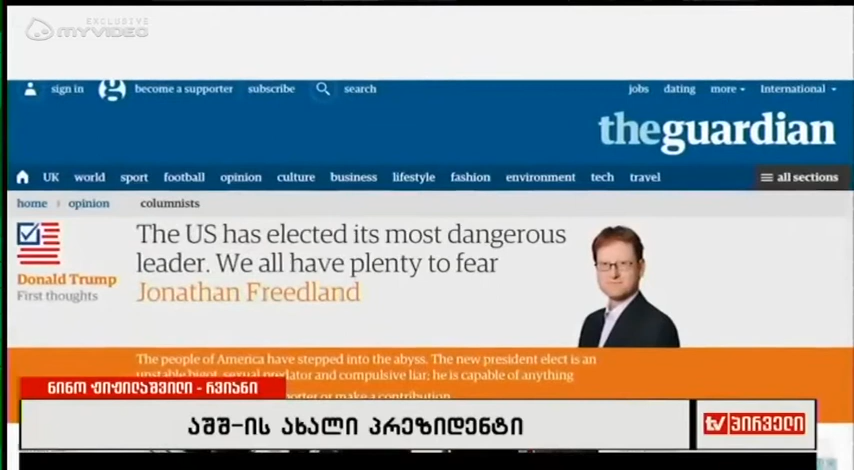 EXCLUSIVE
MYVIDEO
sign in become a supporter subscribe search jobs dating more International
theguardian
UK world sport football opinion culture business lifestyle fashion environment tech travel all sections
home › opinion columnists
The US has elected its most dangerous
leader. We all have plenty to fear
Jonathan Freedland
Donald Trump
First thoughts
The people of America have stepped into the abyss. The new president elect is an
unstable bigot, sexual predator and compulsive liar; he is capable of anything
or make a contribution
ნინო ჟიჟილაშვილი - რვიანი
აშშ-ის ახალი პრეზიდენტი
tv პირველი